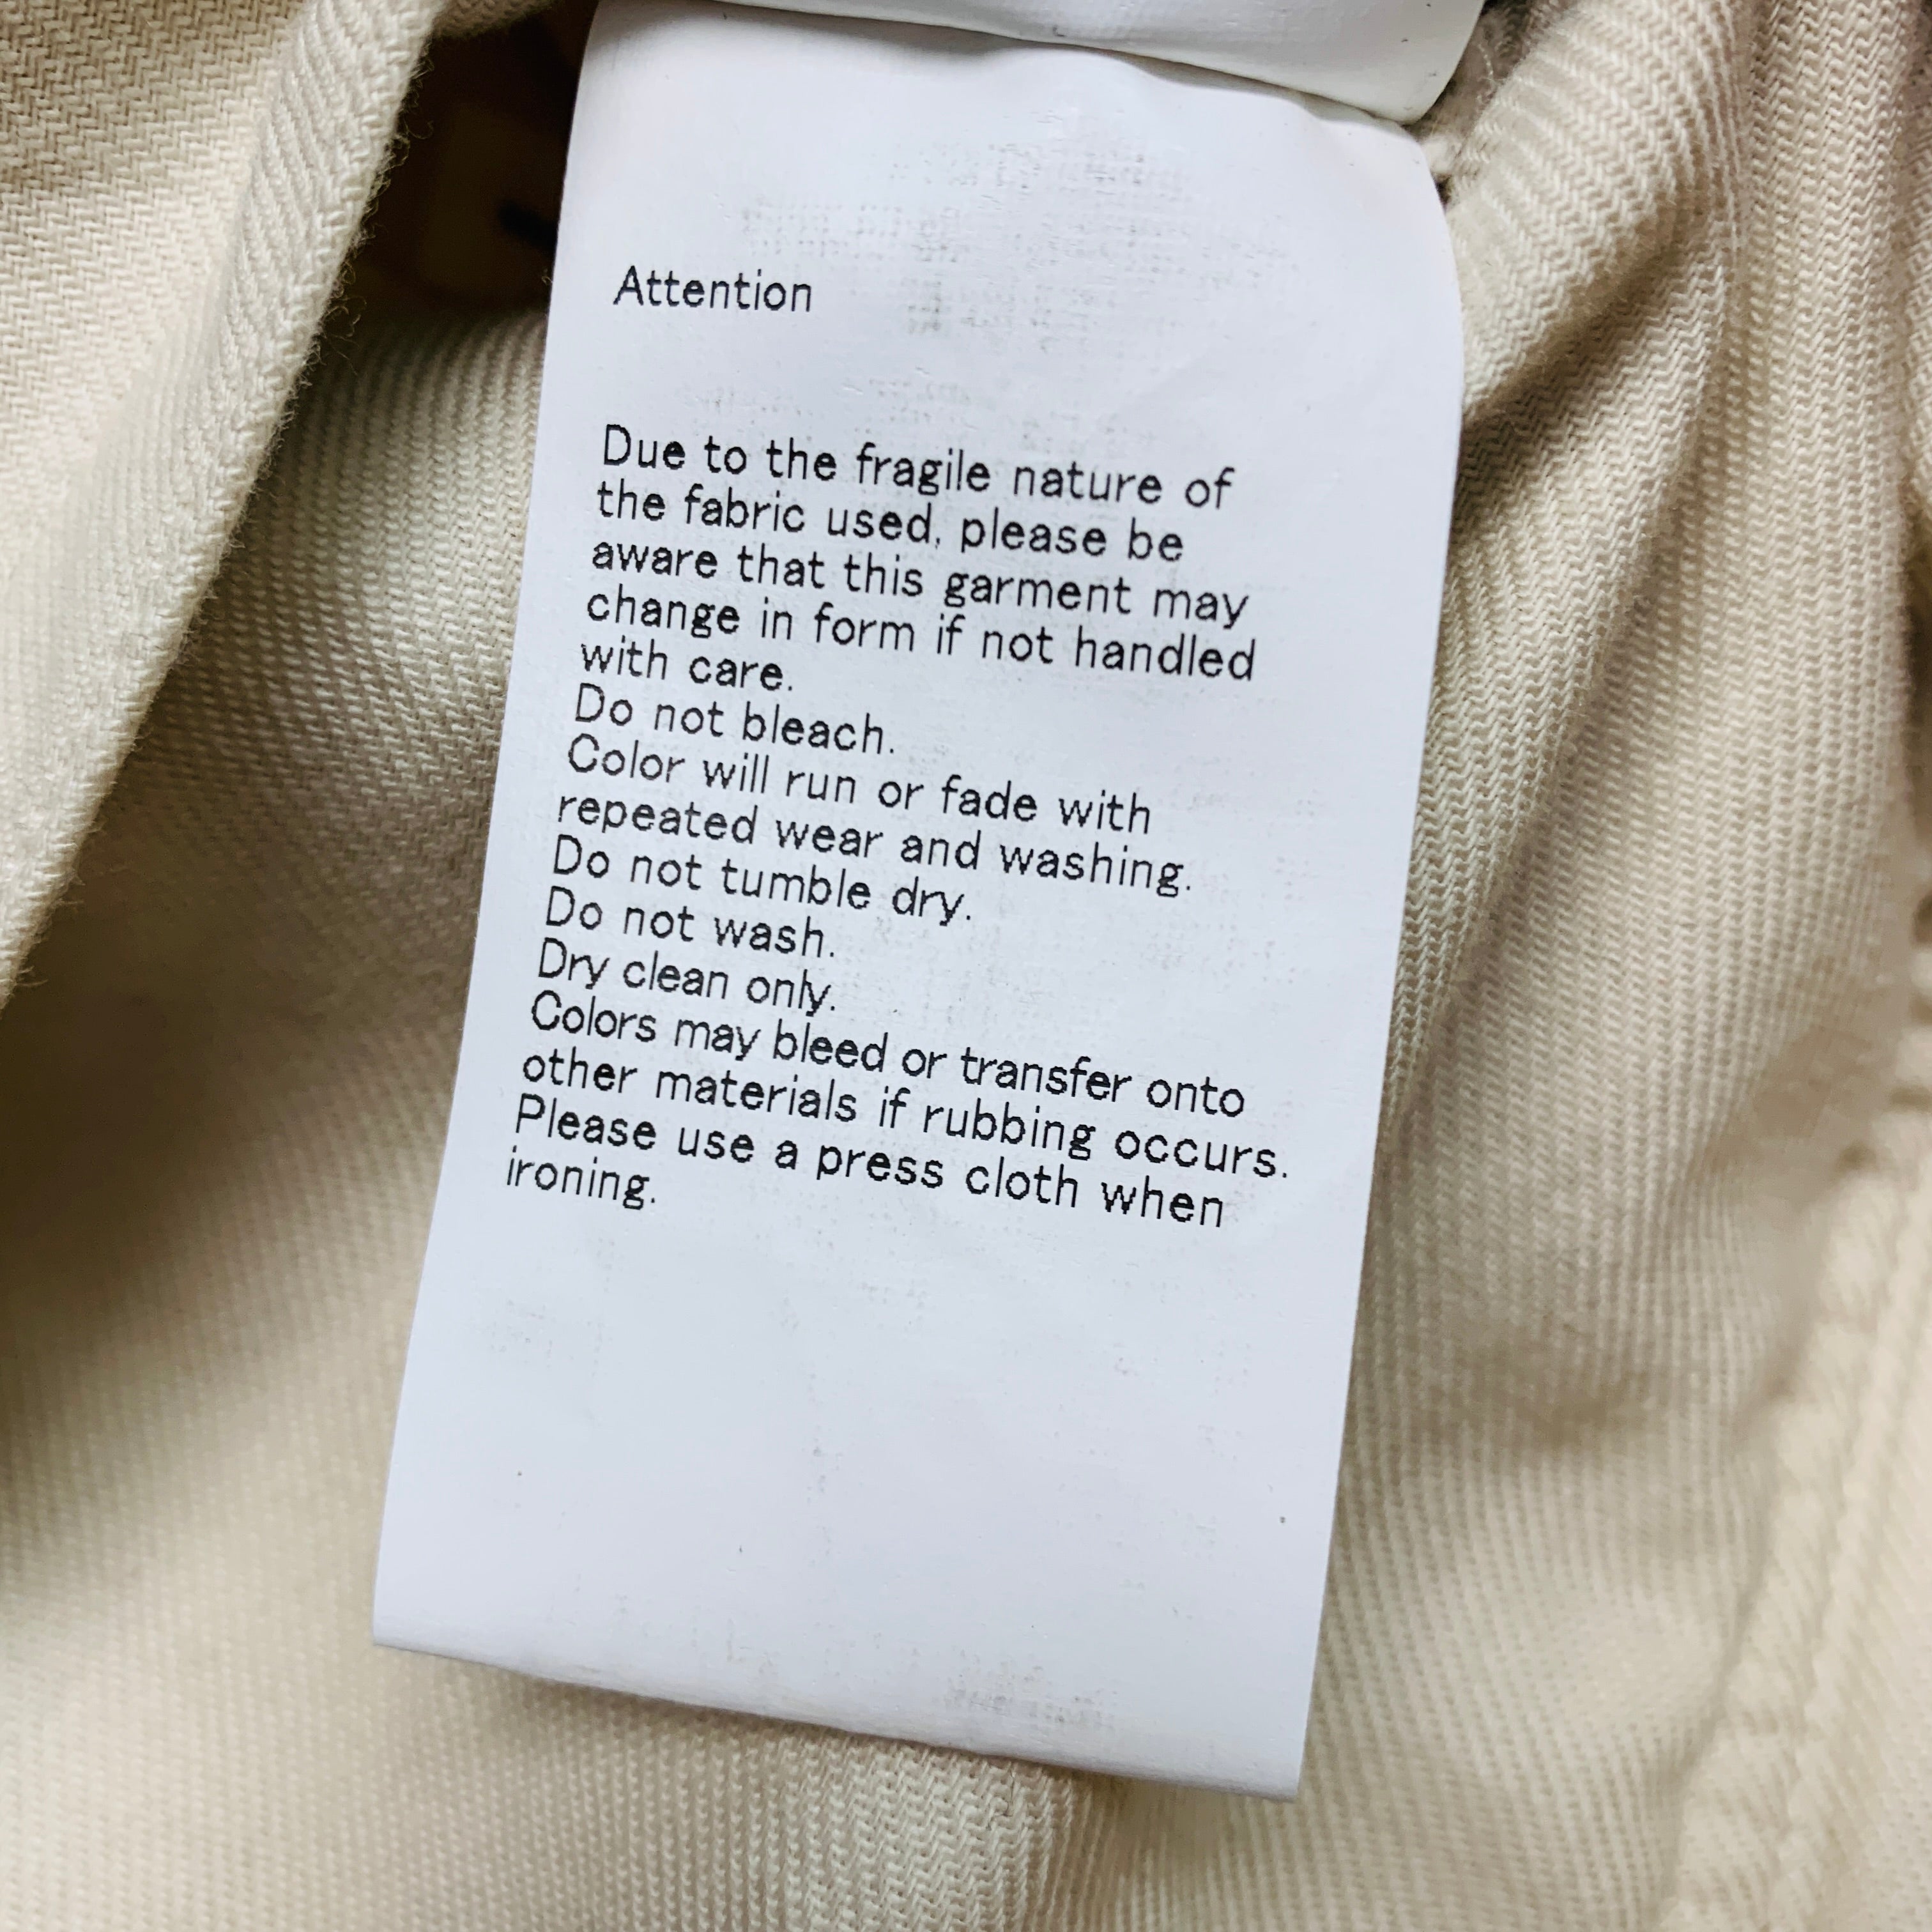 Attention
Due to the fragile nature of
the fabric used, please be
aware that this garment may
change in form if not handled
with care.
Do not bleach.
Color will run or fade with
repeated wear and washing.
Do not tumble dry.
Do not wash.
Dry clean only.
Colors may bleed or transfer onto
other materials if rubbing occurs.
Please use a press cloth when
ironing.